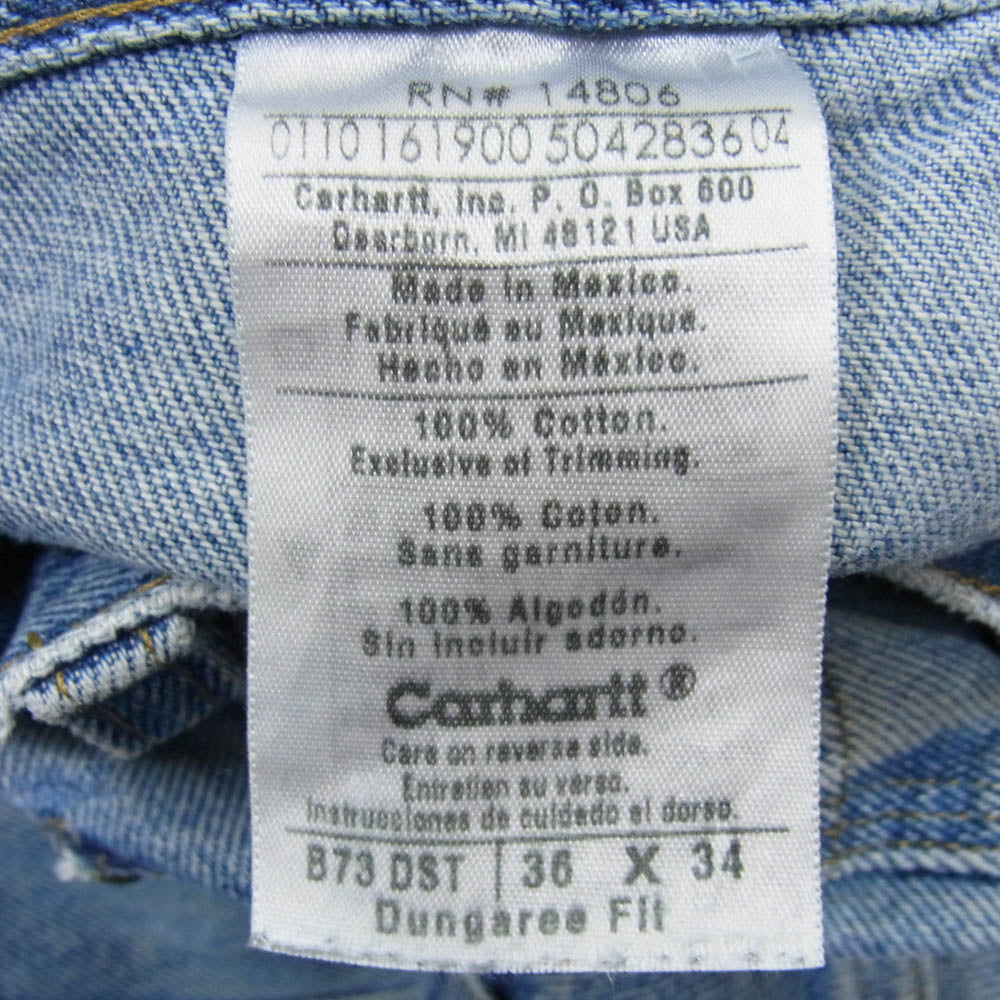 RN# 14806
0110161900 504283604
Carhartt, Inc. P. O. Box 600
Dearborn, MI 48121 USA
Made in Mexico.
Fabriqué au Mexique.
Hecho en México.
100% Cotton.
Exclusive of Trimming.
100% Coton.
Sans garniture.
100% Algodón.
Sin incluir adorno.
Carhartt®
Care on reverse side.
Entretien au verso.
Instrucciones de cuidado al dorso.
B73 DST | 36 X 34
Dungaree Fit